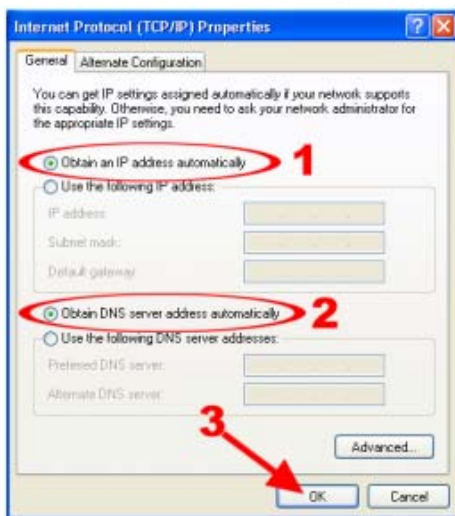 Internet Protocol (TCP/IP) Properties
General
Alternate Configuration
You can get IP settings assigned automatically if your network supports
this capability. Otherwise, you need to ask your network administrator for
the appropriate IP settings.
Obtain an IP address automatically
1
Use the following IP address:
IP address:
Subnet mask:
Default gateway:
Obtain DNS server address automatically
2
Use the following DNS server addresses:
Preferred DNS server:
Alternate DNS server:
3
Advanced...
OK
Cancel